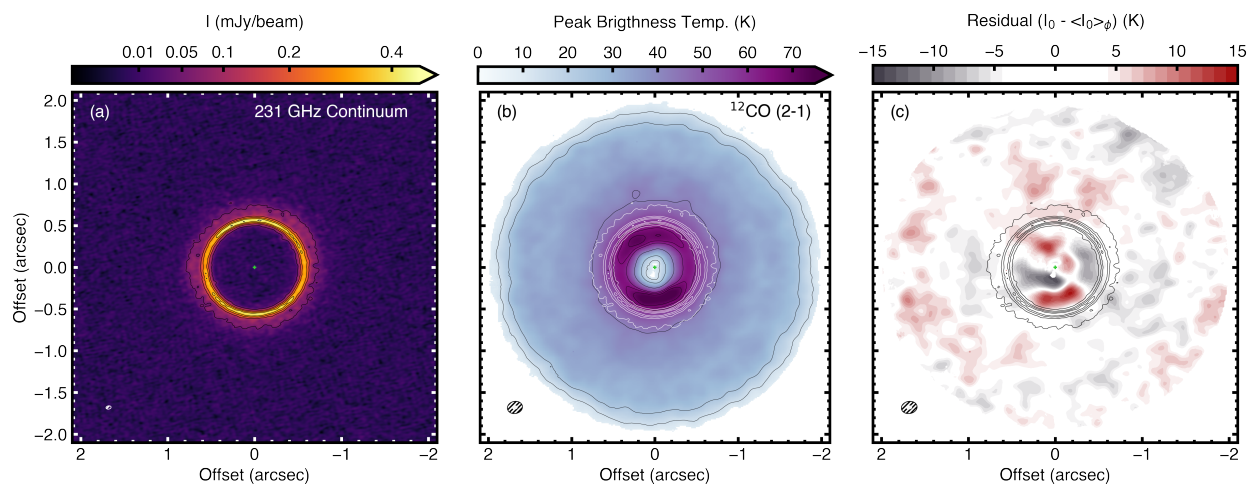 I (mJy/beam)
0.01 0.05 0.1 0.2 0.4
(a) 231 GHz Continuum
2.0
1.5
1.0
0.5
0.0
−0.5
−1.0
−1.5
−2.0
Offset (arcsec)
2 1 0 −1 −2
Offset (arcsec)
Peak Brigthness Temp. (K)
0 10 20 30 40 50 60 70
(b) ¹²CO (2-1)
2 1 0 −1 −2
Offset (arcsec)
Residual (I₀ - <I₀>ᵩ) (K)
−15 −10 −5 0 5 10 15
(c)
2 1 0 −1 −2
Offset (arcsec)